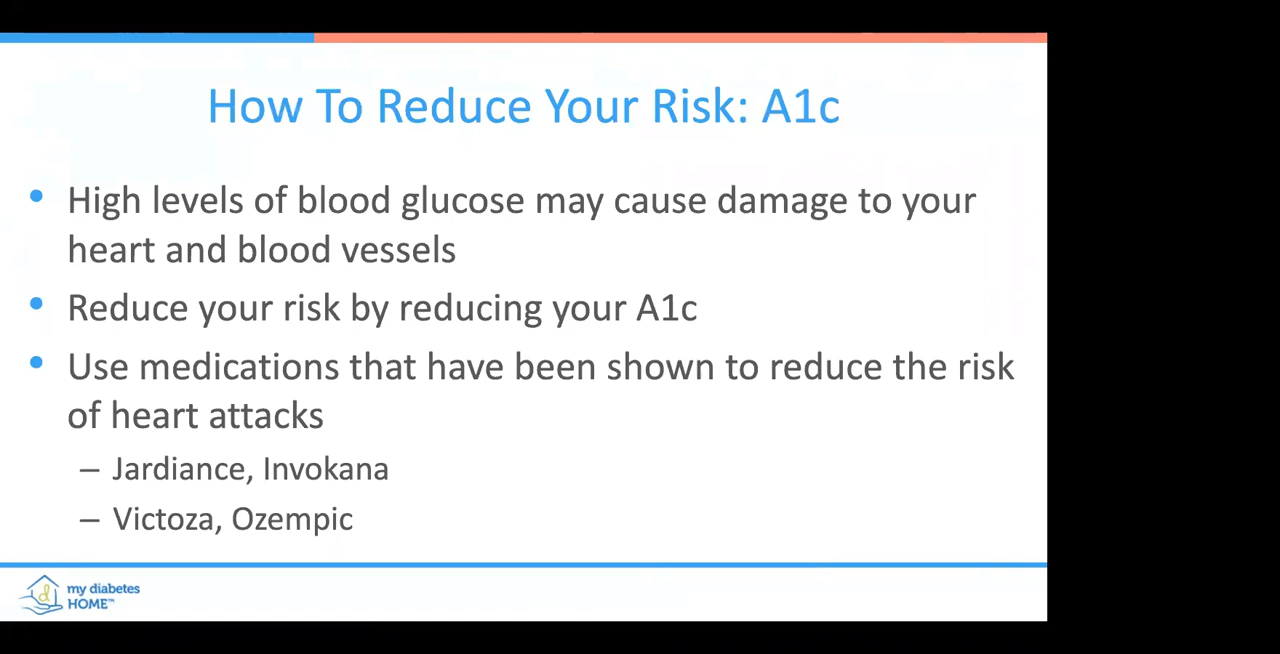 How To Reduce Your Risk: A1c
• High levels of blood glucose may cause damage to your
heart and blood vessels
• Reduce your risk by reducing your A1c
• Use medications that have been shown to reduce the risk
of heart attacks
– Jardiance, Invokana
– Victoza, Ozempic
my diabetes
HOME™